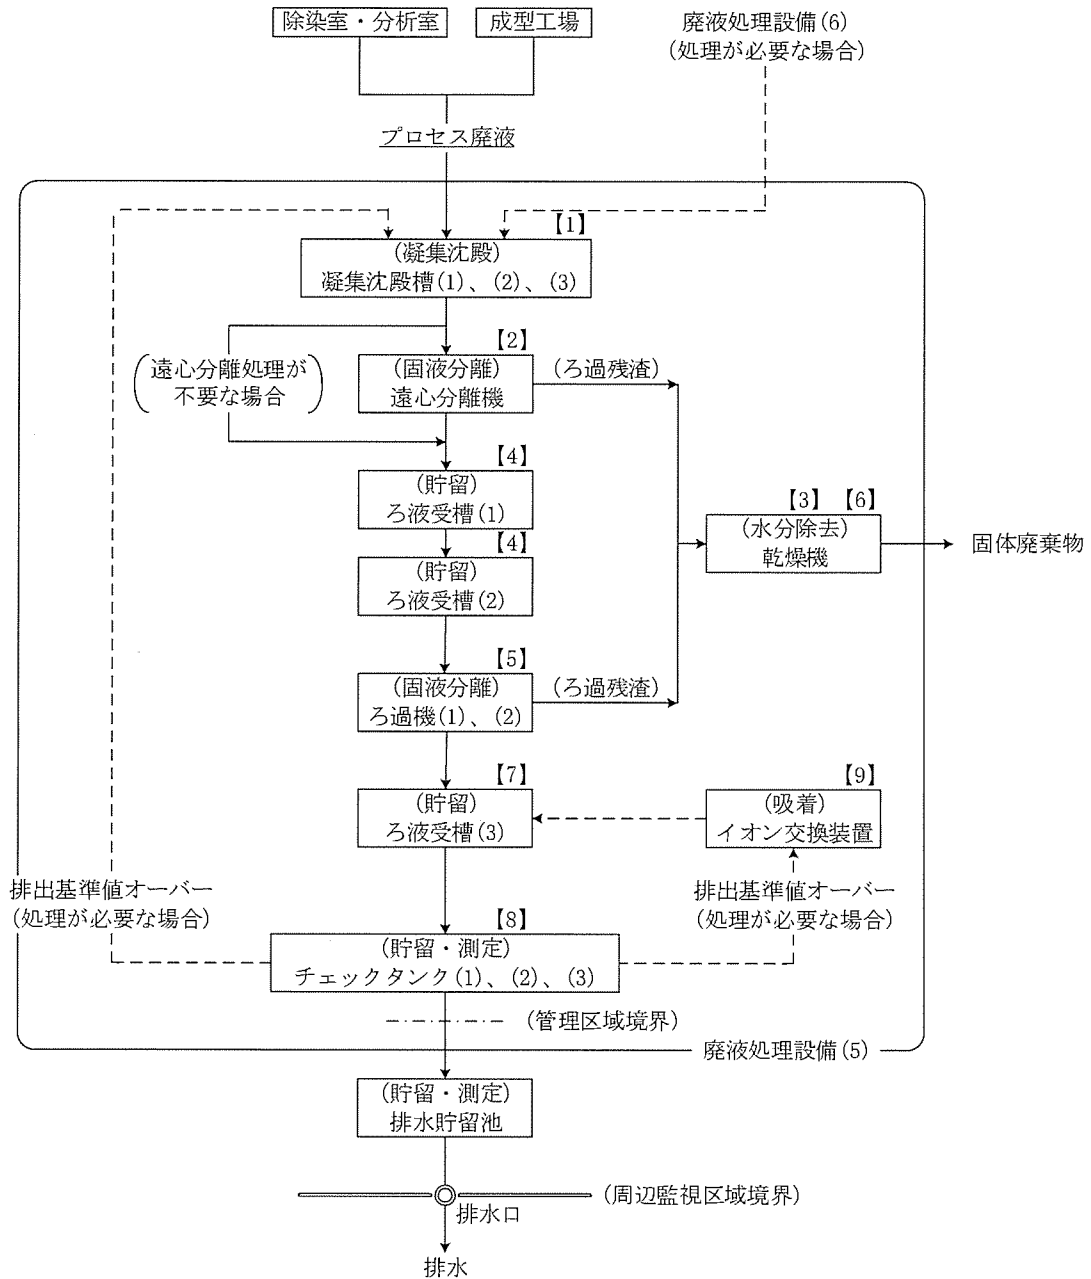 除染室・分析室
成型工場
廃液処理設備(6)
(処理が必要な場合)
プロセス廃液
【1】
(凝集沈殿)
凝集沈殿槽(1)、(2)、(3)
【2】
(遠心分離処理が
不要な場合)
(固液分離)
遠心分離機
(ろ過残渣)
【4】
(貯留)
ろ液受槽(1)
【3】【6】
(水分除去)
乾燥機
固体廃棄物
【4】
(貯留)
ろ液受槽(2)
【5】
(固液分離)
ろ過機(1)、(2)
(ろ過残渣)
【7】
(貯留)
ろ液受槽(3)
【9】
(吸着)
イオン交換装置
排出基準値オーバー
(処理が必要な場合)
排出基準値オーバー
(処理が必要な場合)
【8】
(貯留・測定)
チェックタンク(1)、(2)、(3)
(管理区域境界)
廃液処理設備(5)
(貯留・測定)
排水貯留池
(周辺監視区域境界)
排水口
排水